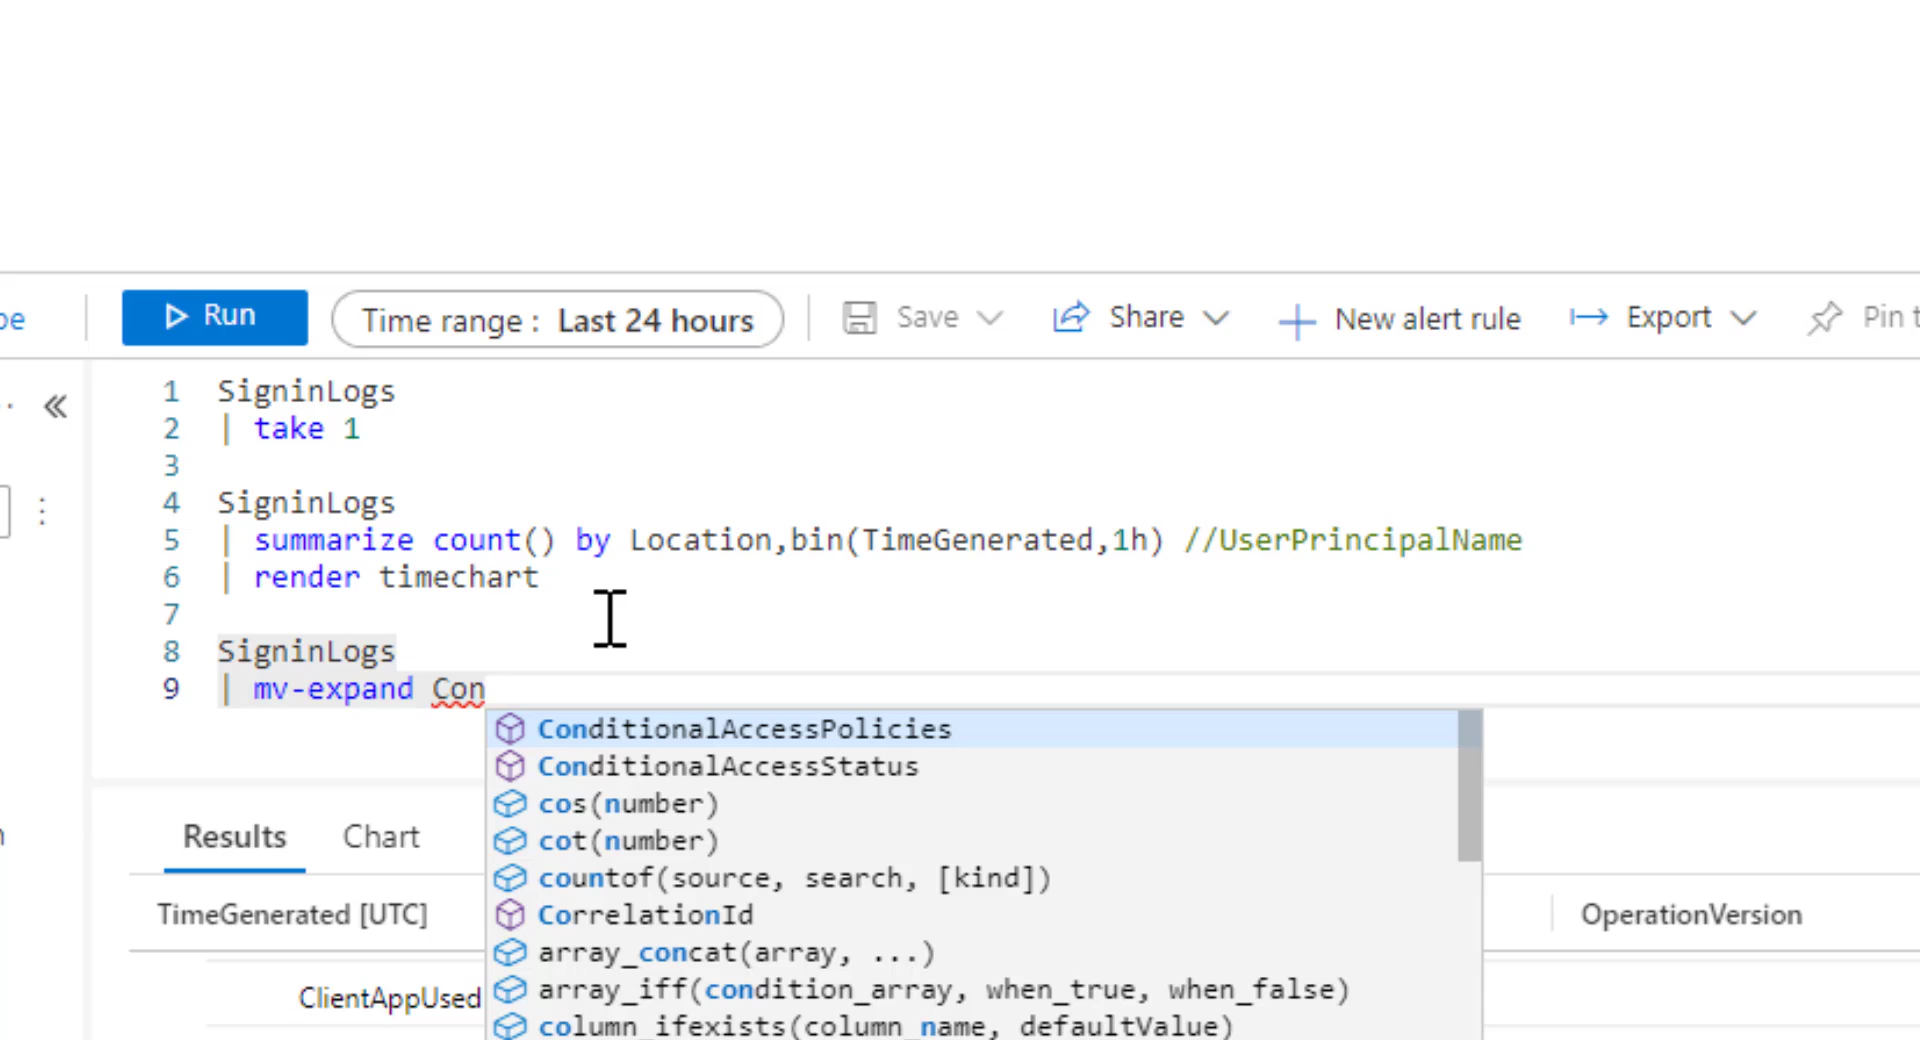 pe
Run
Time range : Last 24 hours
Save
Share
New alert rule
Export
Pin t
1 SigninLogs
2 | take 1
3
4 SigninLogs
5 | summarize count() by Location,bin(TimeGenerated,1h) //UserPrincipalName
6 | render timechart
7
8 SigninLogs
9 | mv-expand Con
ConditionalAccessPolicies
ConditionalAccessStatus
cos(number)
cot(number)
countof(source, search, [kind])
CorrelationId
array_concat(array, ...)
array_iff(condition_array, when_true, when_false)
column_ifexists(column_name, defaultValue)
Results Chart
TimeGenerated [UTC]
OperationVersion
ClientAppUsed